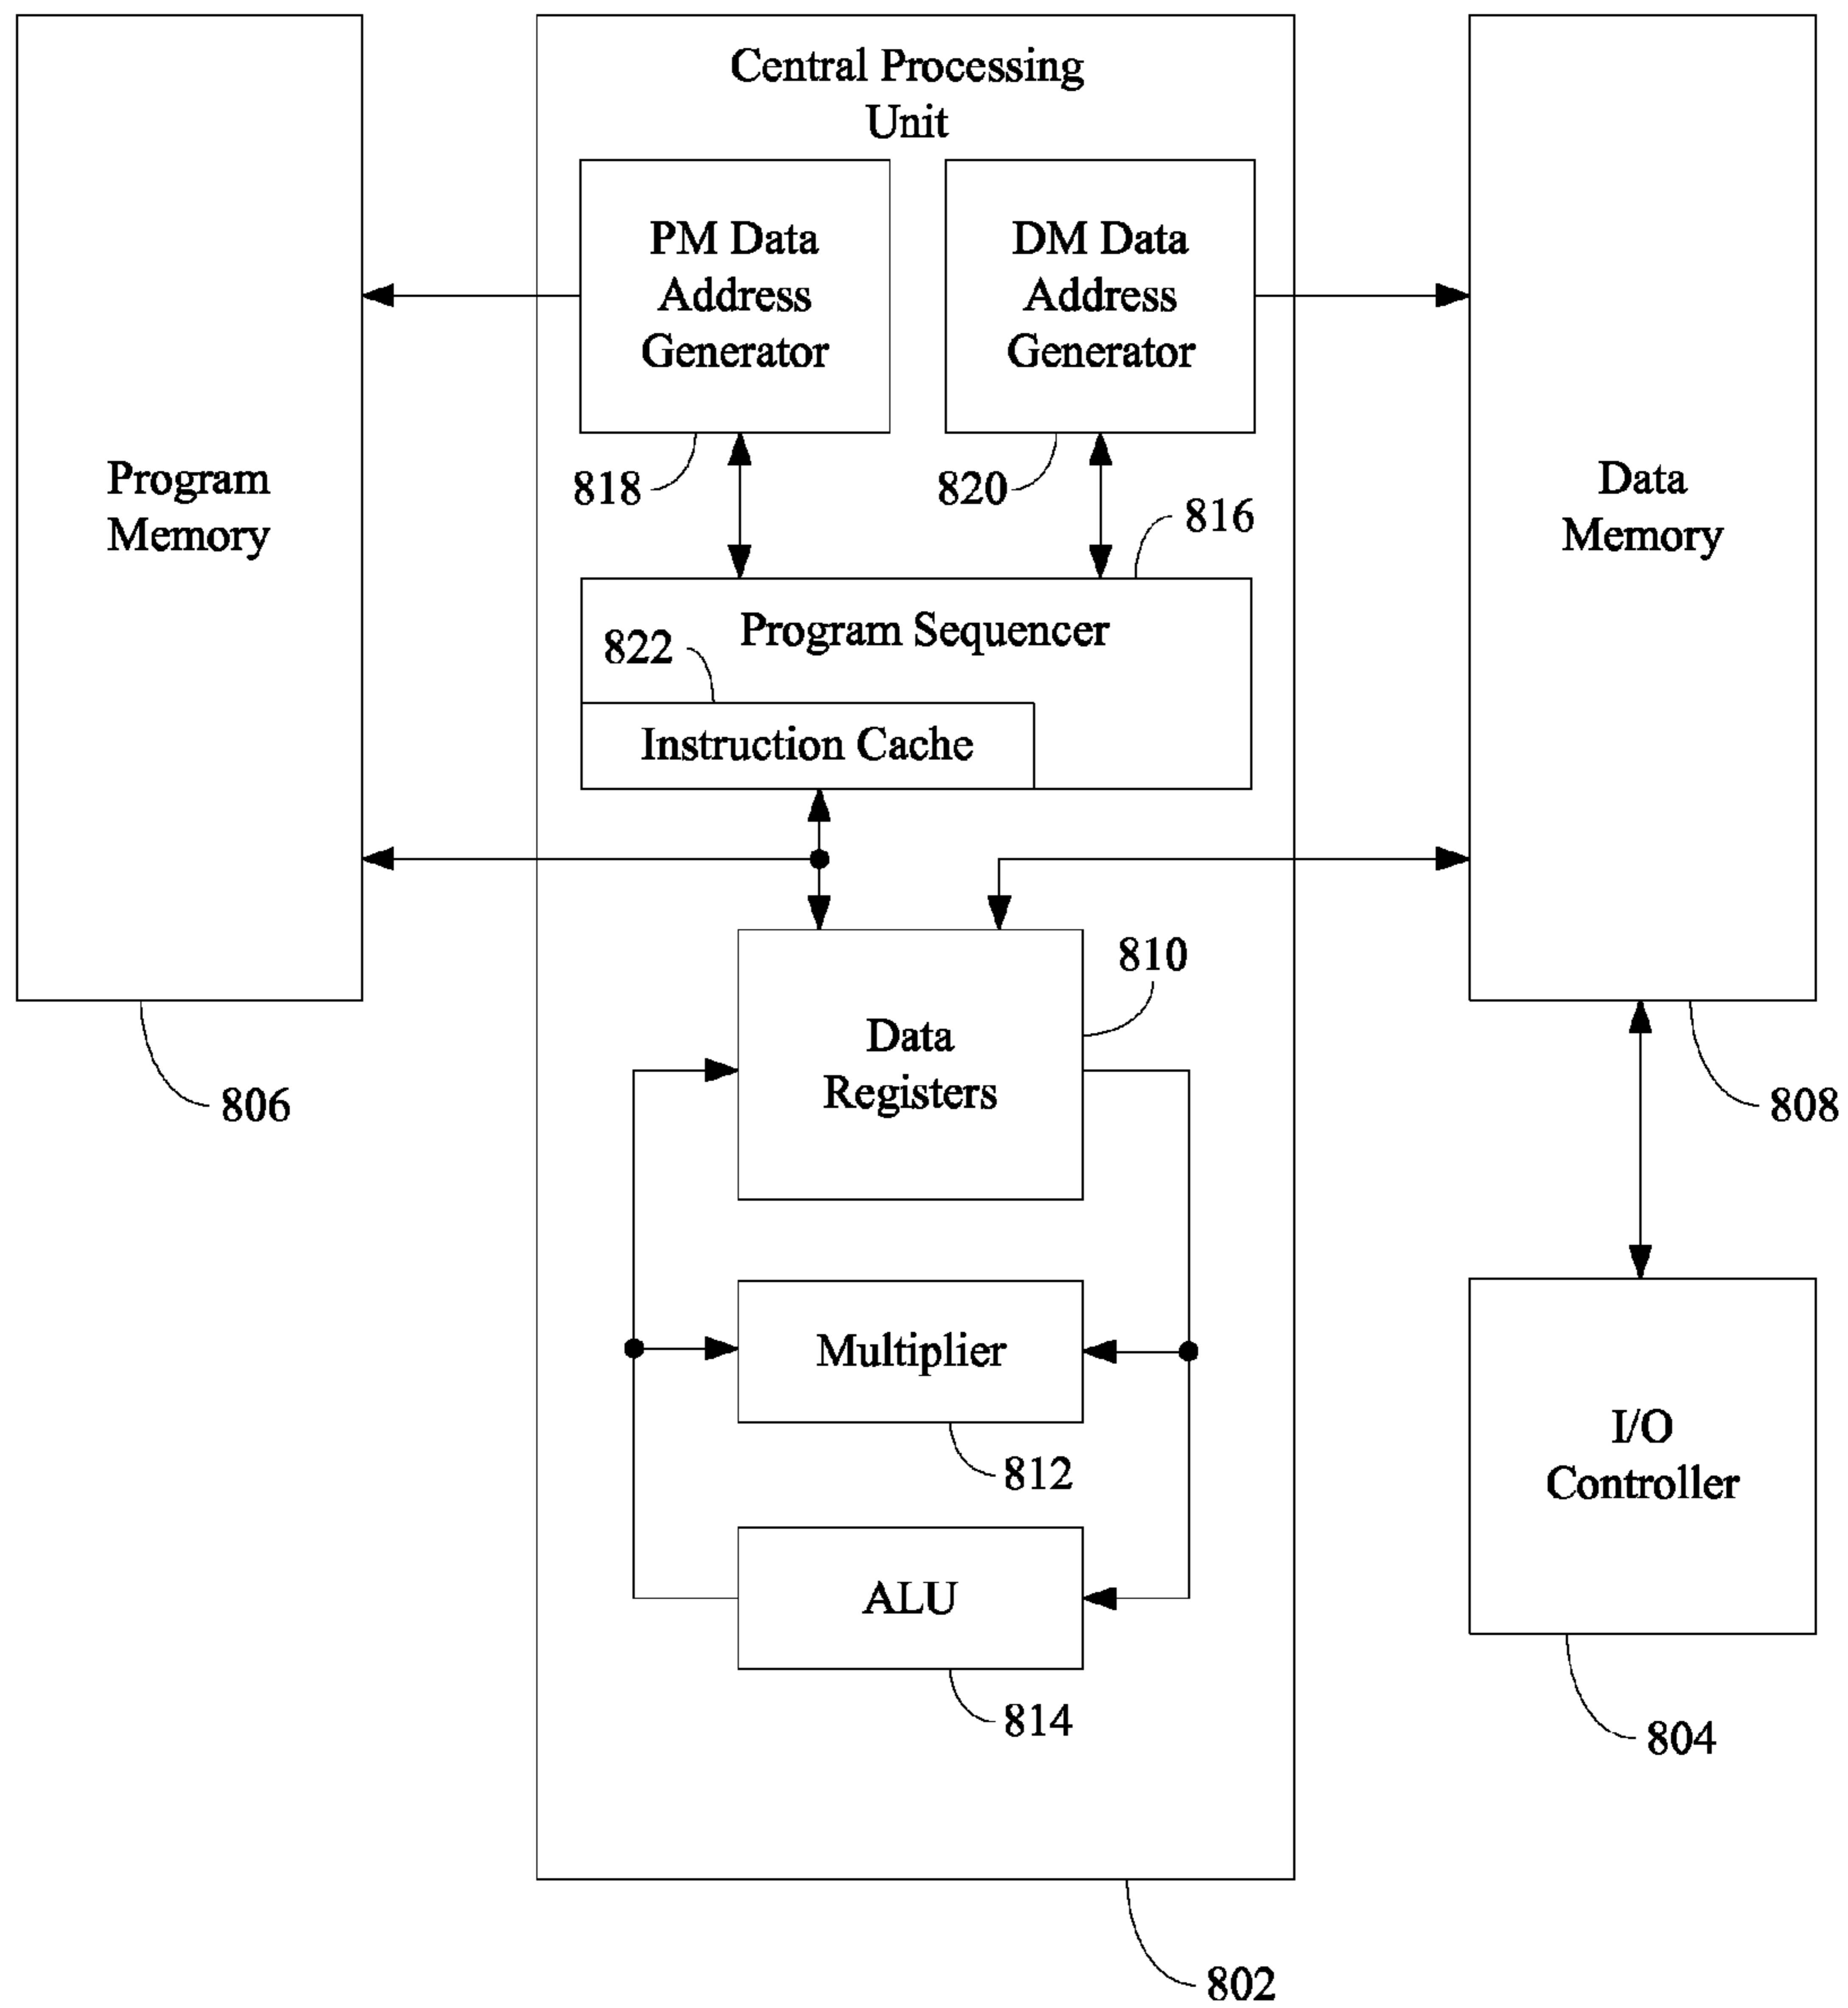 Central Processing
Unit
PM Data
Address
Generator
DM Data
Address
Generator
818
820
816
Program
Memory
Data
Memory
Program Sequencer
822
Instruction Cache
810
Data
Registers
806
808
Multiplier
812
I/O
Controller
ALU
814
804
802